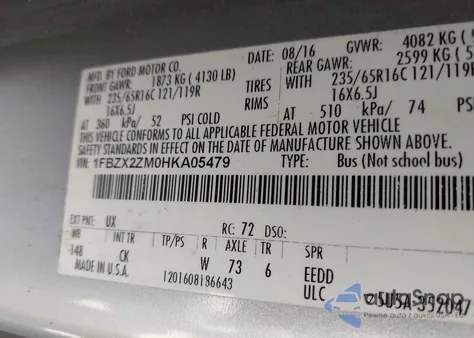 MFD. BY FORD MOTOR CO.
DATE: 08/16 GVWR: 4082 KG
FRONT GAWR: REAR GAWR:
1873 KG (4130 LB) 2599 KG
235/65R16C 121/119R TIRES 235/65R16C 121/119R
16X6.5J RIMS 16X6.5J
AT 360 kPa/ 52 PSI COLD AT 510 kPa/ 74 PSI
THIS VEHICLE CONFORMS TO ALL APPLICABLE FEDERAL MOTOR VEHICLE
SAFETY STANDARDS IN EFFECT ON THE DATE OF MANUFACTURE SHOWN ABOVE.
VIN: 1FBZX2ZM0HKA05479 TYPE: Bus (Not school bus)
EXT PNT: UX RC: 72 DSO:
WB INT TR TP/PS R AXLE TR SPR
148 CK W 73 6 EEDD
MADE IN U.S.A. ULC
1201608186643